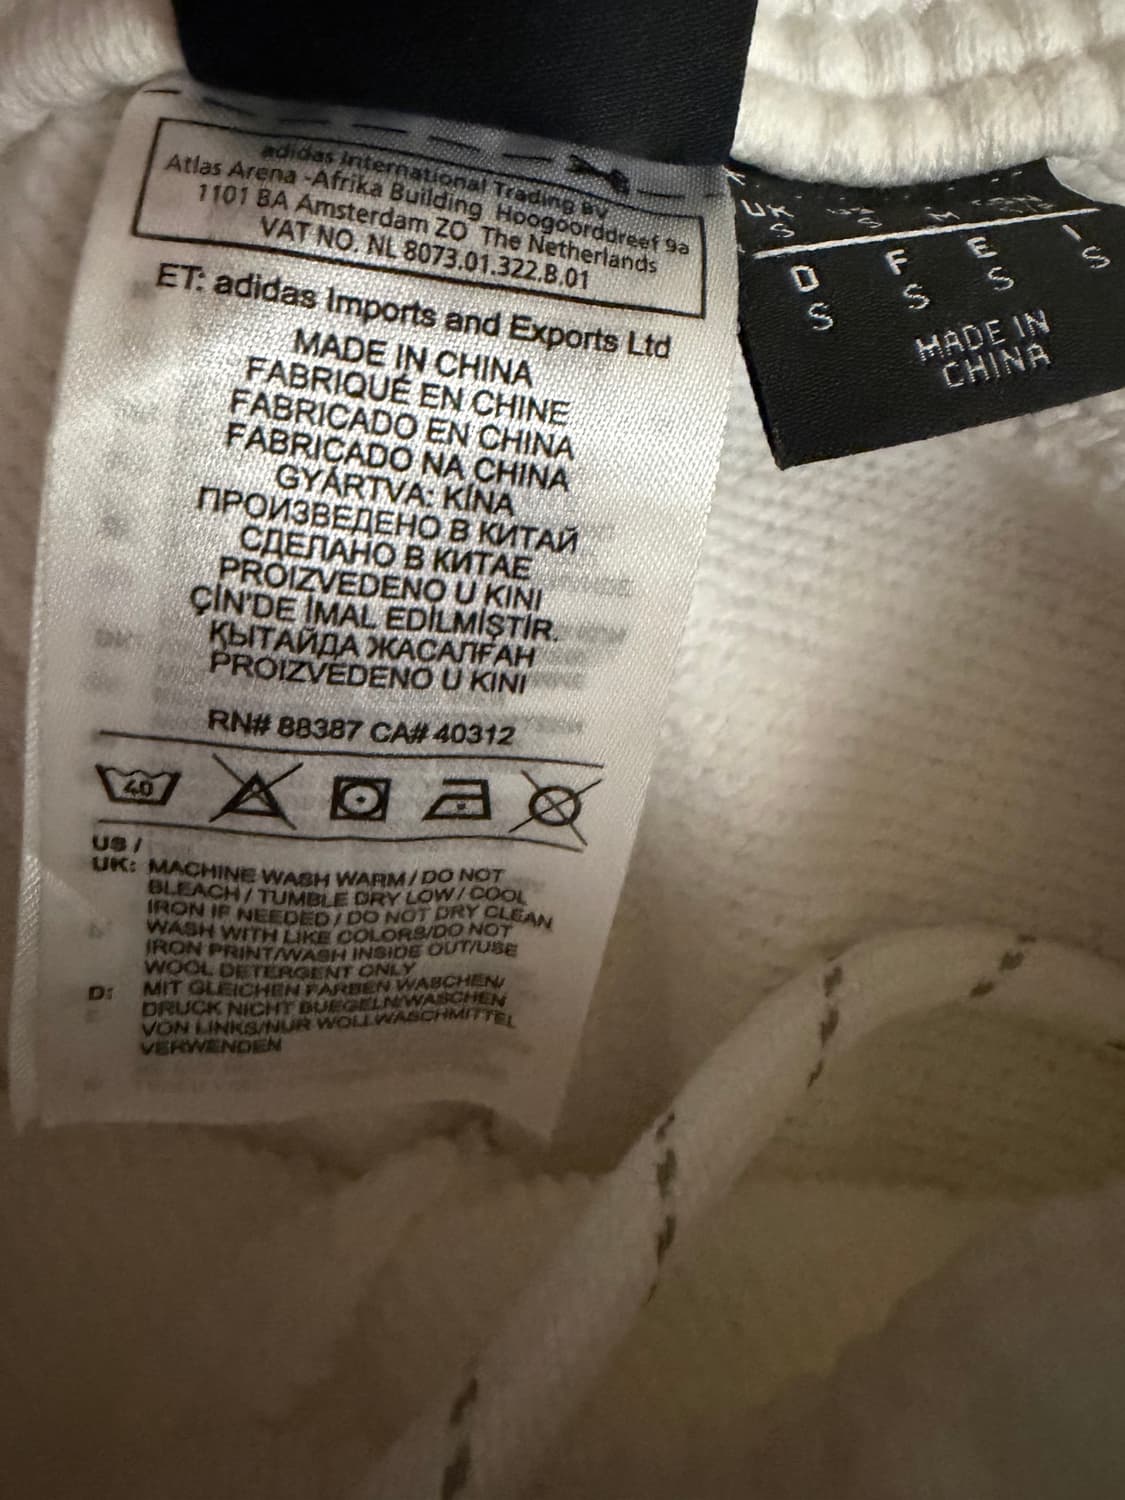 adidas International Trading BV
Atlas Arena -Afrika Building Hoogoorddreef 9a
1101 BA Amsterdam ZO The Netherlands
VAT NO. NL 8073.01.322.B.01
ET: adidas Imports and Exports Ltd
MADE IN CHINA
FABRIQUÉ EN CHINE
FABRICADO EN CHINA
FABRICADO NA CHINA
GYÁRTVA: KÍNA
ПРОИЗВЕДЕНО В КИТАЙ
СДЕЛАНО В КИТАЕ
PROIZVEDENO U KINI
ÇİN'DE İMAL EDİLMİŞTİR.
ҚЫТАЙДА ЖАСАЛҒАН
PROIZVEDENO U KINI
RN# 88387 CA# 40312
40
US /
UK: MACHINE WASH WARM / DO NOT
BLEACH / TUMBLE DRY LOW / COOL
IRON IF NEEDED / DO NOT DRY CLEAN
WASH WITH LIKE COLORS/DO NOT
IRON PRINT/WASH INSIDE OUT/USE
WOOL DETERGENT ONLY
D: MIT GLEICHEN FARBEN WASCHEN/
DRUCK NICHT BUEGELN/WASCHEN
VON LINKS/NUR WOLLWASCHMITTEL
VERWENDEN
UK
S S
D F E I
S S S S
MADE IN
CHINA